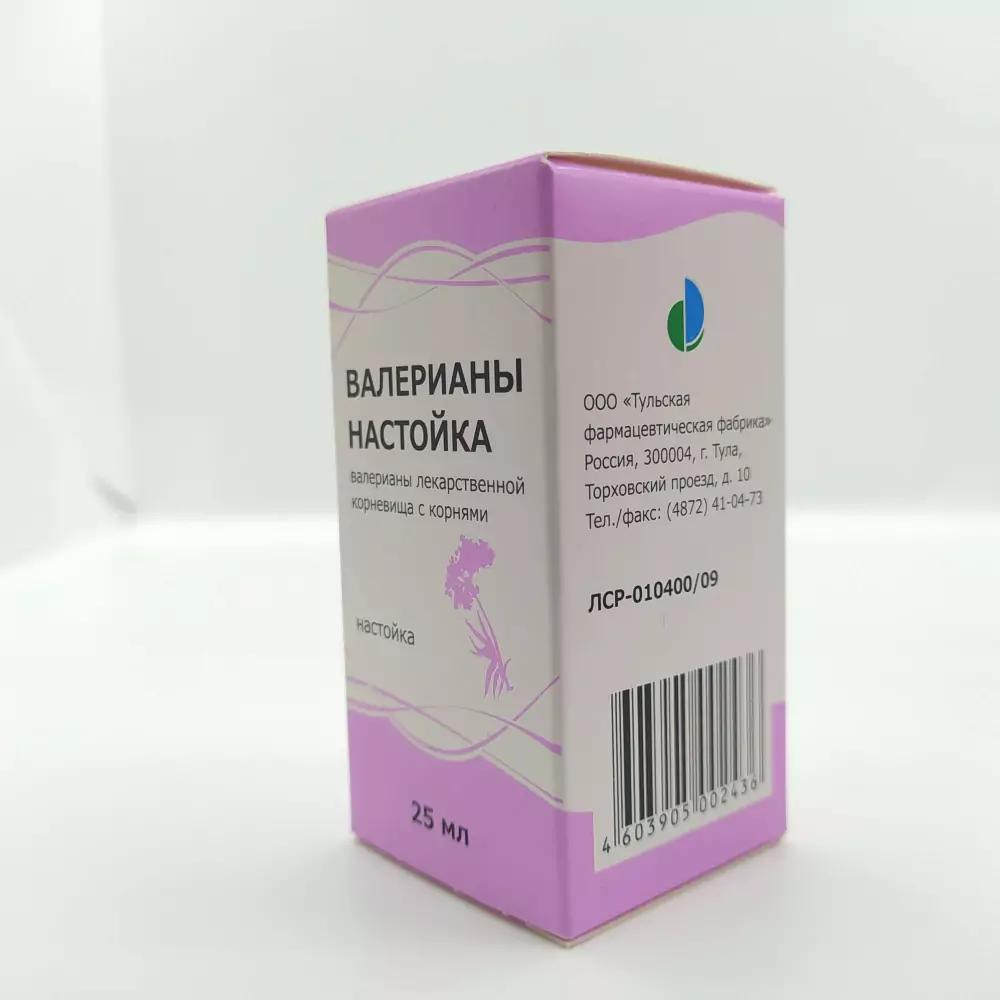 ВАЛЕРИАНЫ
НАСТОЙКА
валерианы лекарственной
корневища с корнями
настойка
25 мл
ООО «Тульская
фармацевтическая фабрика»
Россия, 300004, г. Тула,
Торховский проезд, д. 10
Тел./факс: (4872) 41-04-73
ЛСР-010400/09
4 603905 002436